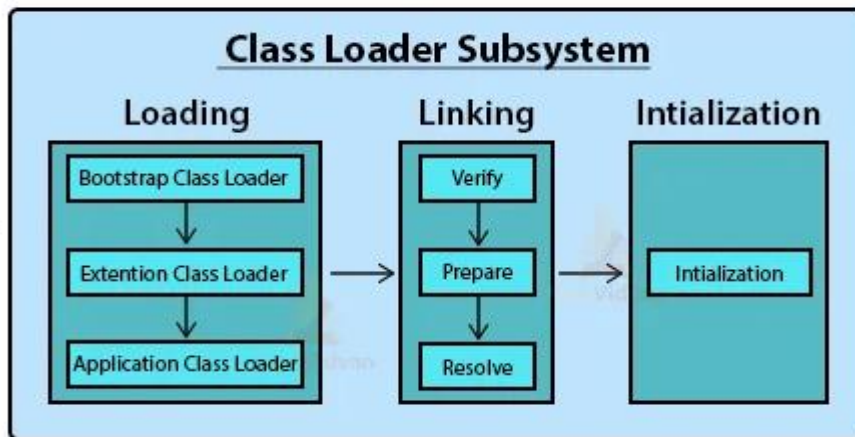 Class Loader Subsystem
Loading
Linking
Intialization
Bootstrap Class Loader
Extention Class Loader
Application Class Loader
Verify
Prepare
Resolve
Intialization